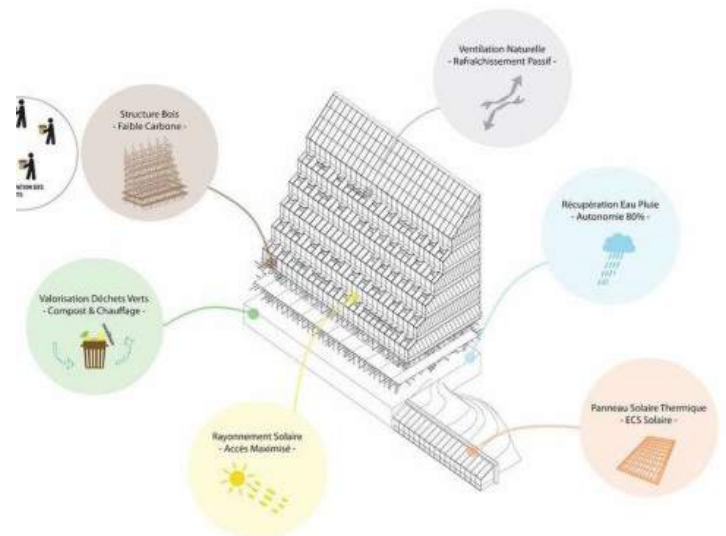 Ventilation Naturelle
- Rafraîchissement Passif -
Structure Bois
- Faible Carbone -
Récupération Eau Pluie
- Autonomie 80% -
Valorisation Déchets Verts
- Compost & Chauffage -
Panneau Solaire Thermique
- ECS Solaire -
Rayonnement Solaire
- Accès Maximisé -